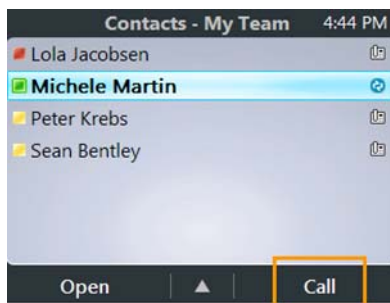 Contacts - My Team 4:44 PM
Lola Jacobsen
Michele Martin
Peter Krebs
Sean Bentley
Open Call